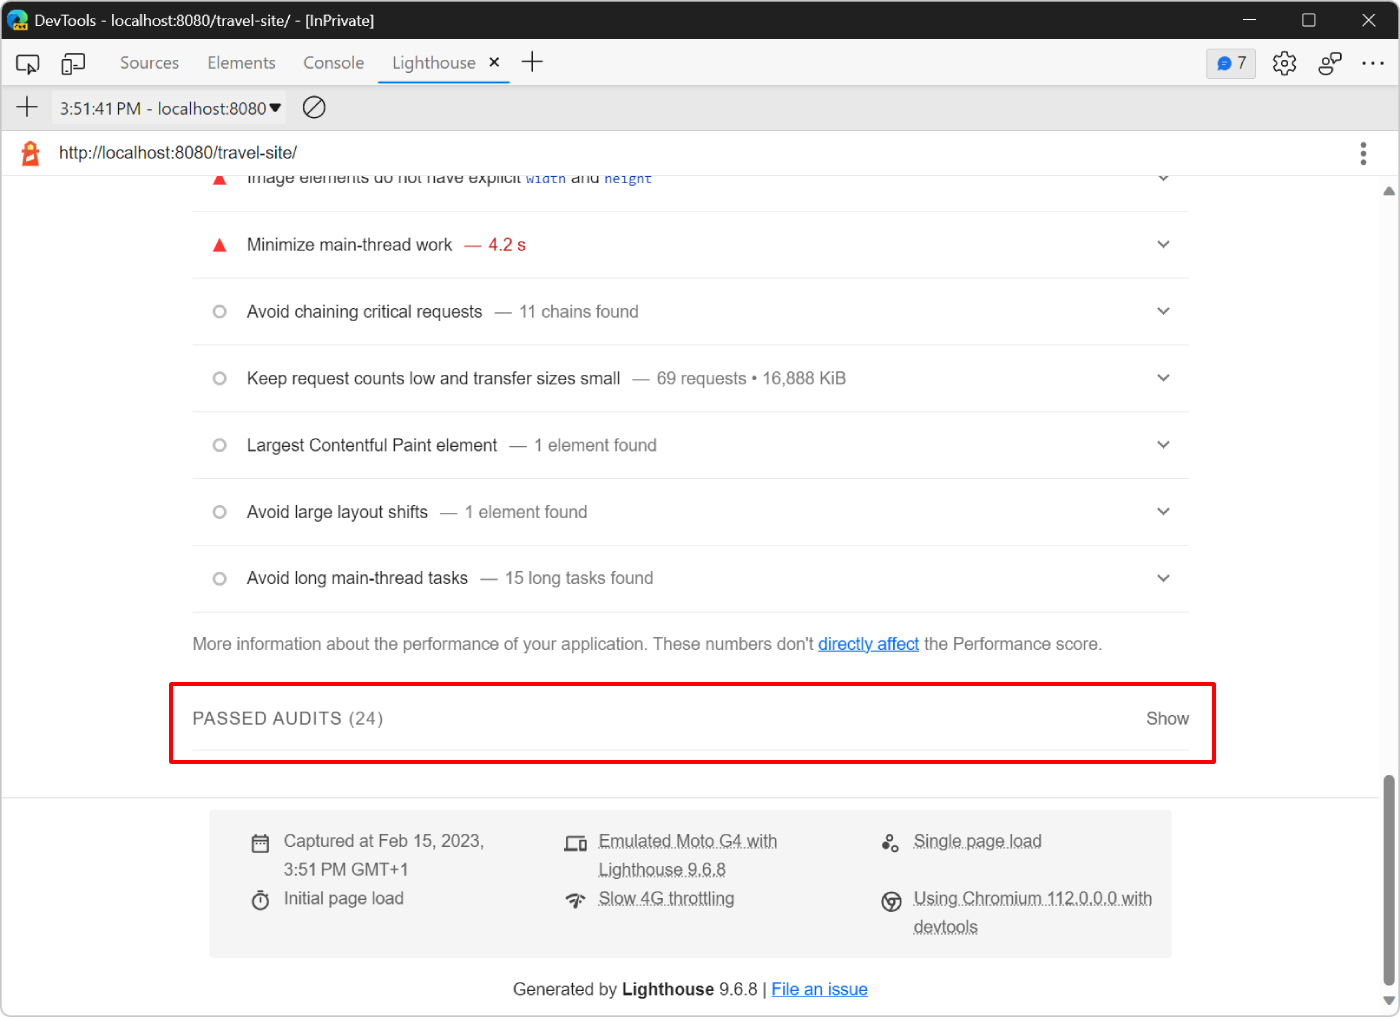 DevTools - localhost:8080/travel-site/ - [InPrivate]
Sources Elements Console Lighthouse 7
3:51:41 PM - localhost:8080
http://localhost:8080/travel-site/
Image elements do not have explicit width and height
Minimize main-thread work — 4.2 s
Avoid chaining critical requests — 11 chains found
Keep request counts low and transfer sizes small — 69 requests • 16,888 KiB
Largest Contentful Paint element — 1 element found
Avoid large layout shifts — 1 element found
Avoid long main-thread tasks — 15 long tasks found
More information about the performance of your application. These numbers don't directly affect the Performance score.
PASSED AUDITS (24) Show
Captured at Feb 15, 2023,
3:51 PM GMT+1
Emulated Moto G4 with
Lighthouse 9.6.8
Single page load
Initial page load
Slow 4G throttling
Using Chromium 112.0.0.0 with
devtools
Generated by Lighthouse 9.6.8 | File an issue